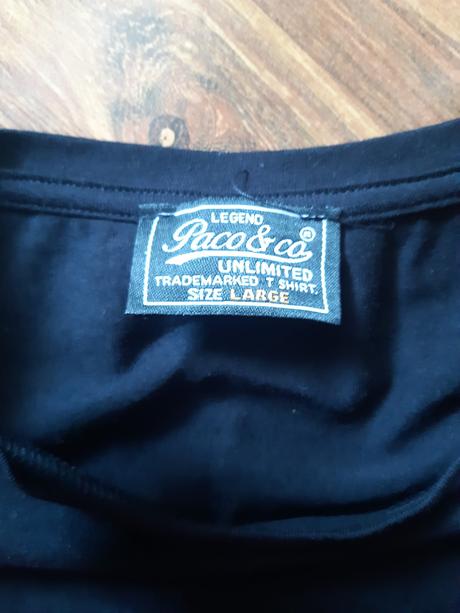 LEGEND
Paco & co ®
UNLIMITED
TRADEMARKED T SHIRT.
SIZE LARGE